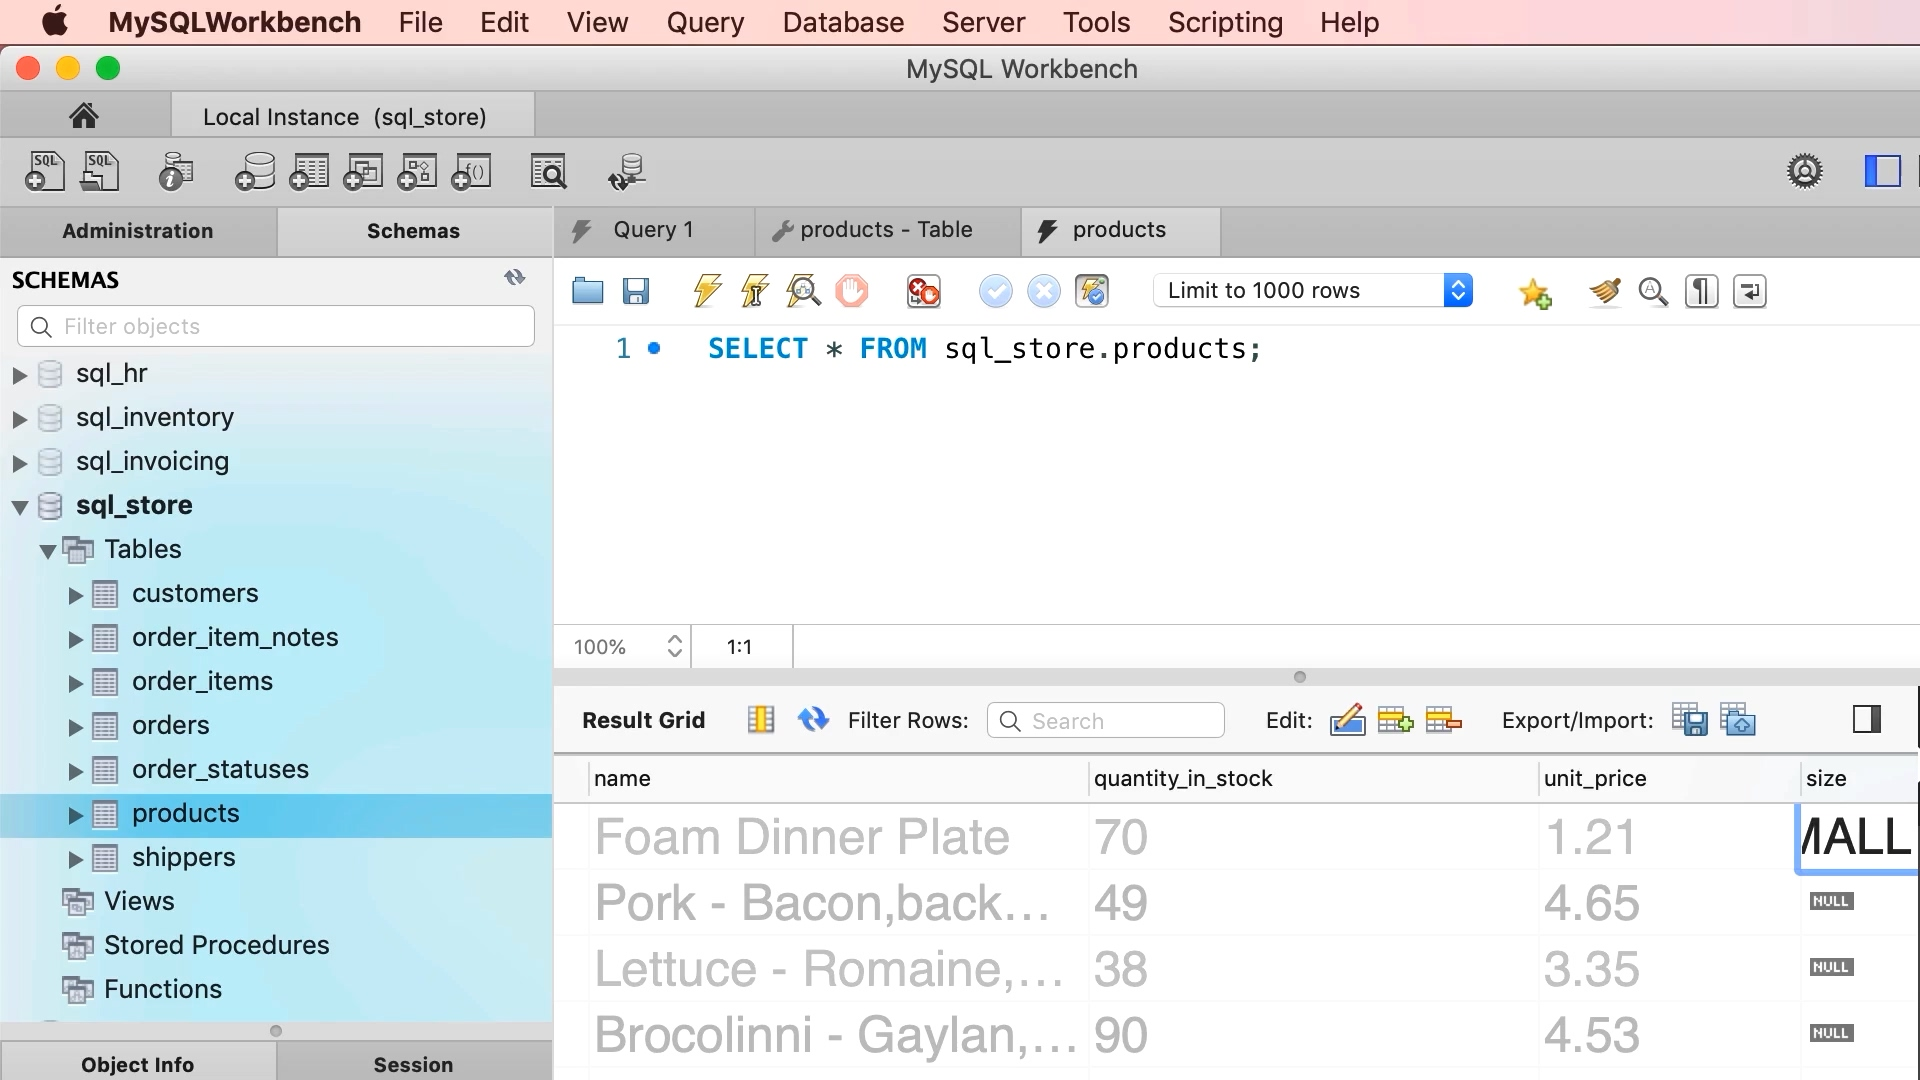 MySQLWorkbench File Edit View Query Database Server Tools Scripting Help
MySQL Workbench
Local Instance (sql_store)
SQL SQL i f()
Administration Schemas Query 1 products - Table products
SCHEMAS
Filter objects
Limit to 1000 rows
1 SELECT * FROM sql_store.products;
sql_hr
sql_inventory
sql_invoicing
sql_store
Tables
customers
order_item_notes
order_items
orders
order_statuses
products
shippers
Views
Stored Procedures
Functions
Object Info Session
100% 1:1
Result Grid Filter Rows: Search Edit: Export/Import:
name quantity_in_stock unit_price size
Foam Dinner Plate 70 1.21 MALL
Pork - Bacon,back... 49 4.65 NULL
Lettuce - Romaine,... 38 3.35 NULL
Brocolinni - Gaylan,... 90 4.53 NULL